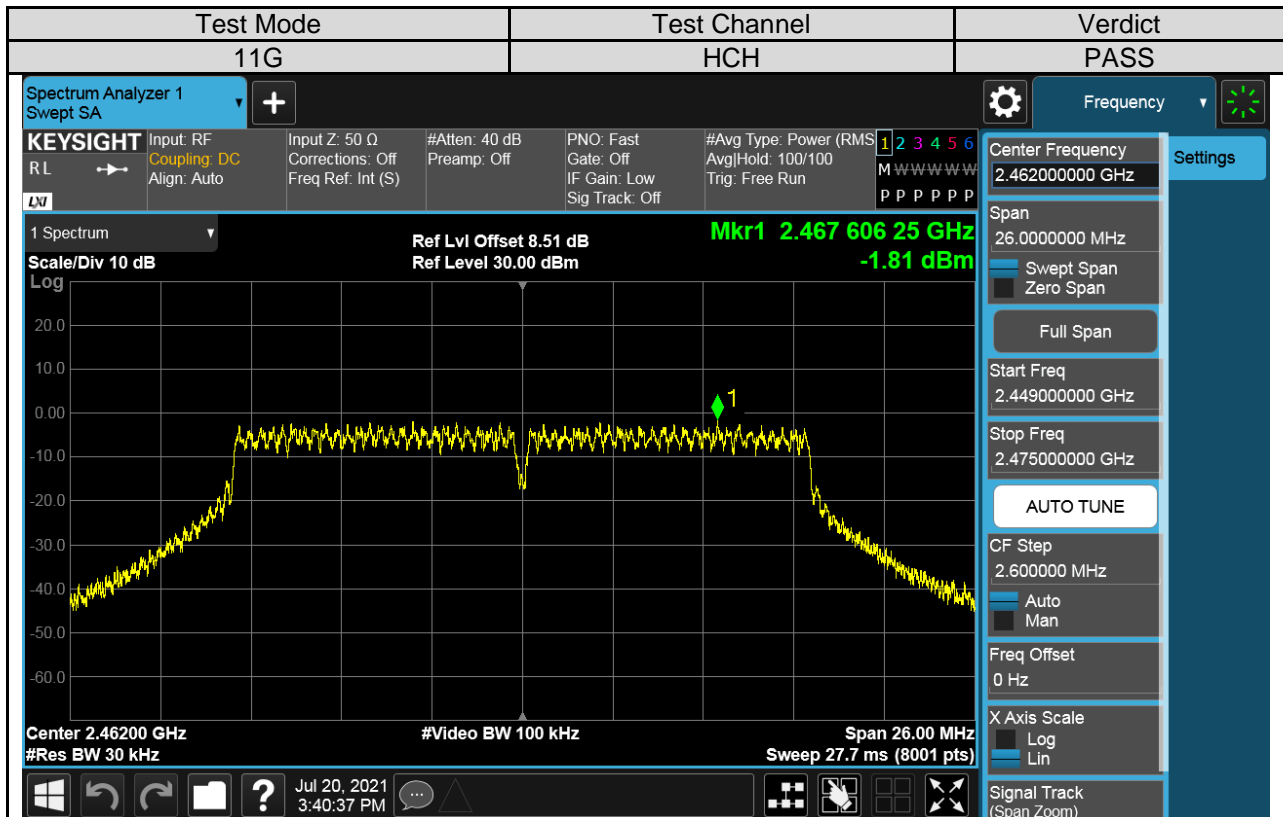 Test Mode Test Channel Verdict
11G HCH PASS
Spectrum Analyzer 1
Swept SA
+
Frequency
KEYSIGHT
RL
LXI
Input: RF
Coupling: DC
Align: Auto
Input Z: 50 Ω
Corrections: Off
Freq Ref: Int (S)
#Atten: 40 dB
Preamp: Off
PNO: Fast
Gate: Off
IF Gain: Low
Sig Track: Off
#Avg Type: Power (RMS
Avg|Hold: 100/100
Trig: Free Run
1 2 3 4 5 6
M W W W W W
P P P P P P
1 Spectrum
Scale/Div 10 dB
Ref Lvl Offset 8.51 dB
Ref Level 30.00 dBm
Mkr1 2.467 606 25 GHz
-1.81 dBm
Log
20.0
10.0
0.00
-10.0
-20.0
-30.0
-40.0
-50.0
-60.0
1
Center 2.46200 GHz
#Res BW 30 kHz
#Video BW 100 kHz
Span 26.00 MHz
Sweep 27.7 ms (8001 pts)
Center Frequency
2.462000000 GHz
Settings
Span
26.0000000 MHz
Swept Span
Zero Span
Full Span
Start Freq
2.449000000 GHz
Stop Freq
2.475000000 GHz
AUTO TUNE
CF Step
2.600000 MHz
Auto
Man
Freq Offset
0 Hz
X Axis Scale
Log
Lin
Signal Track
(Span Zoom)
?
Jul 20, 2021
3:40:37 PM